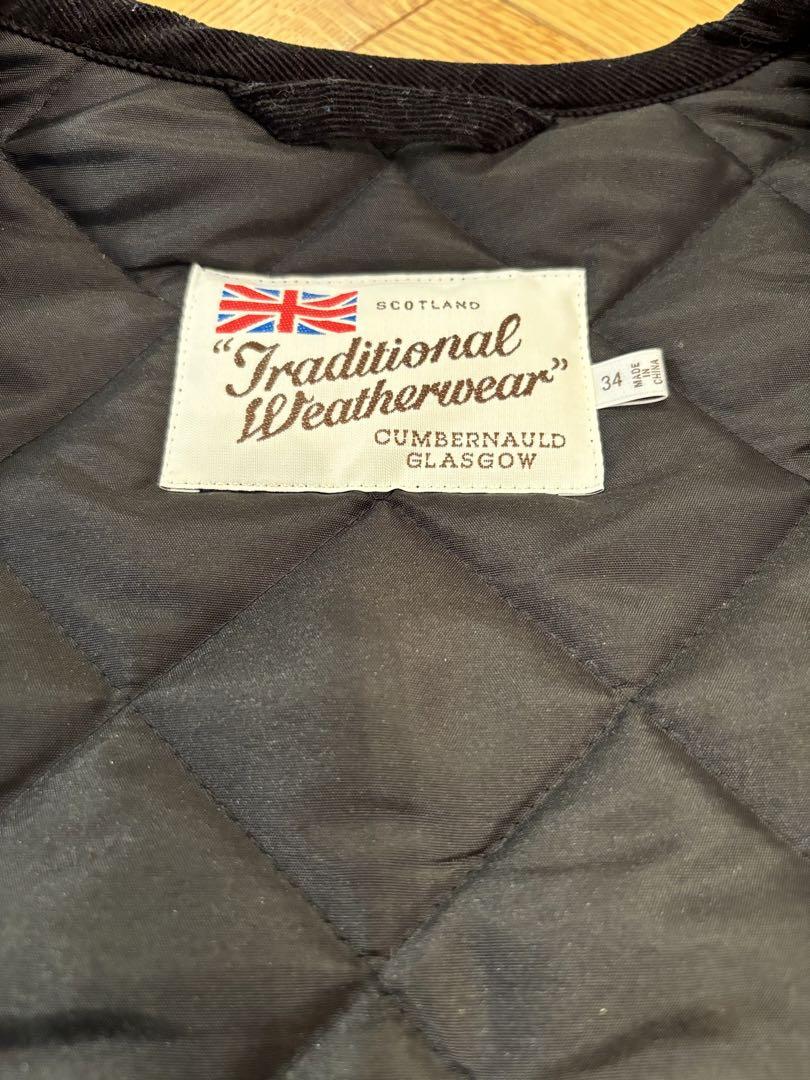 SCOTLAND
"Traditional
Weatherwear"
CUMBERNAULD
GLASGOW
34
MADE
IN
CHINA